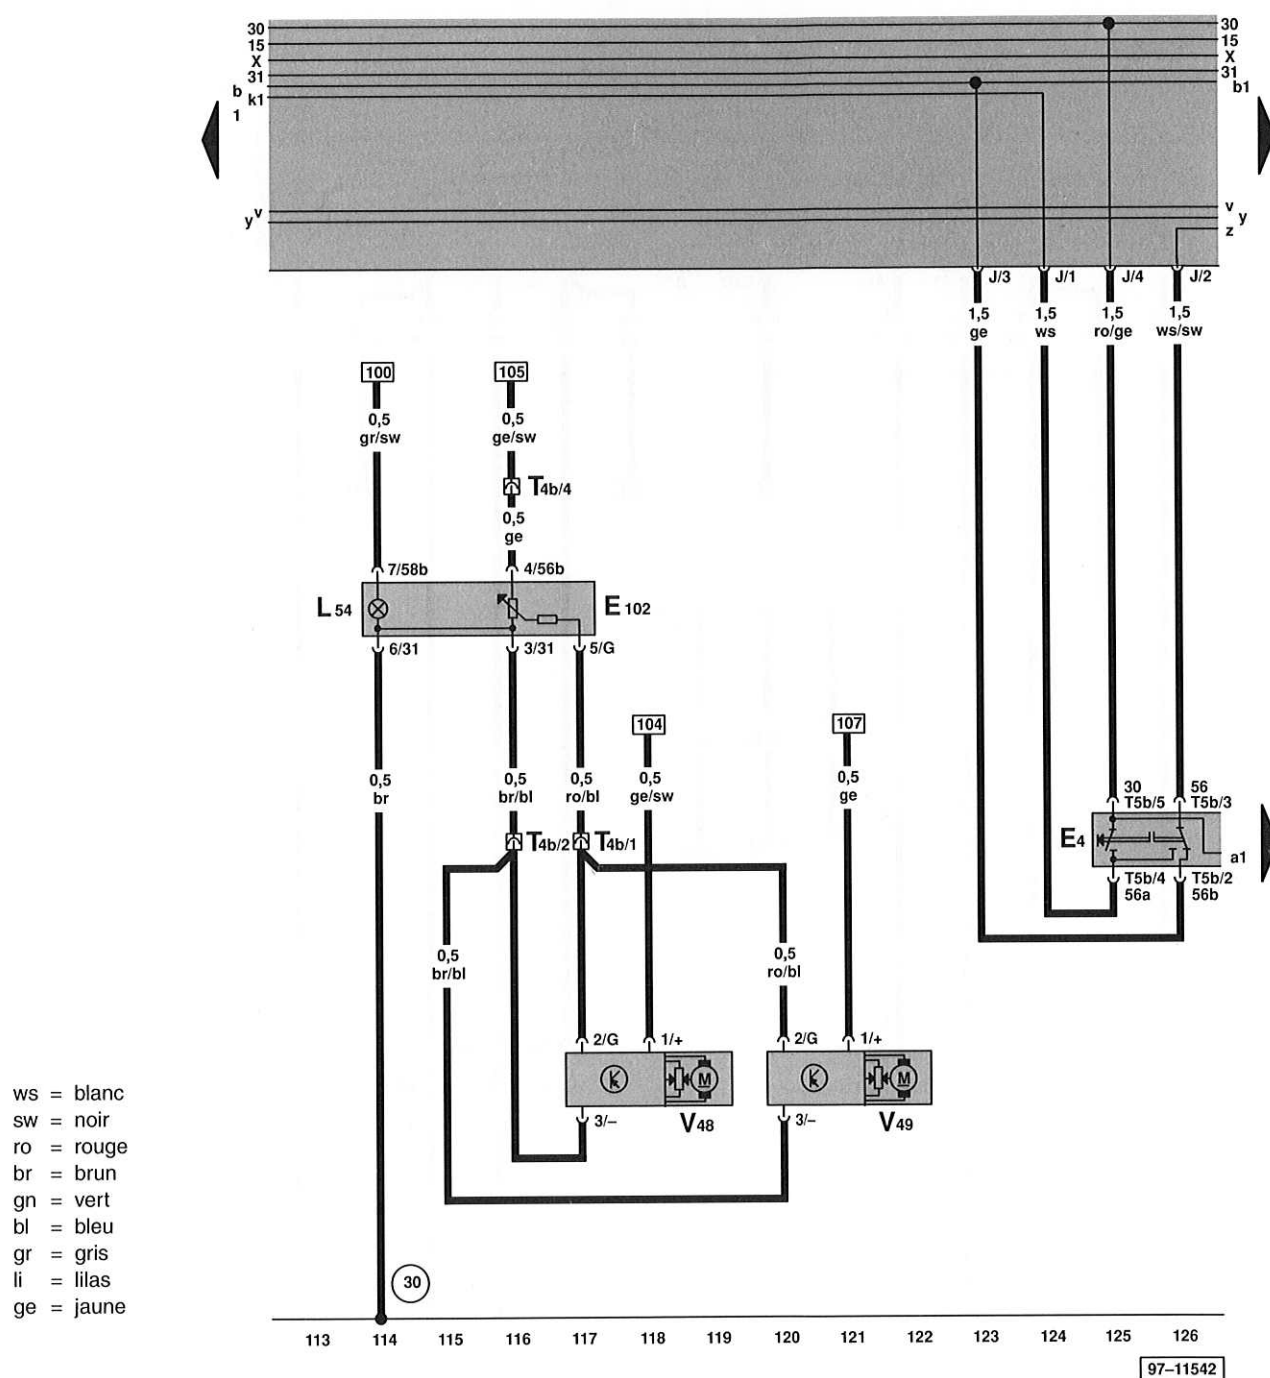 30 30
15 15
X X
31 31
b b1
k1
1
v v
y y
z
J/3 J/1 J/4 J/2
1,5 1,5 1,5 1,5
ge ws ro/ge ws/sw
100 105
0,5 0,5
gr/sw ge/sw
T4b/4
0,5
ge
7/58b 4/56b
L54 E102
6/31 3/31 5/G
104 107
0,5 0,5 0,5 0,5 0,5
br br/bl ro/bl ge/sw ge
30 56
T5b/5 T5b/3
T4b/2 T4b/1
E4
a1
T5b/4 T5b/2
56a 56b
0,5 0,5
br/bl ro/bl
2/G 1/+ 2/G 1/+
M M
3/– V48 3/– V49
ws = blanc
sw = noir
ro = rouge
br = brun
gn = vert
bl = bleu
gr = gris
li = lilas
ge = jaune
30
113 114 115 116 117 118 119 120 121 122 123 124 125 126
97–11542